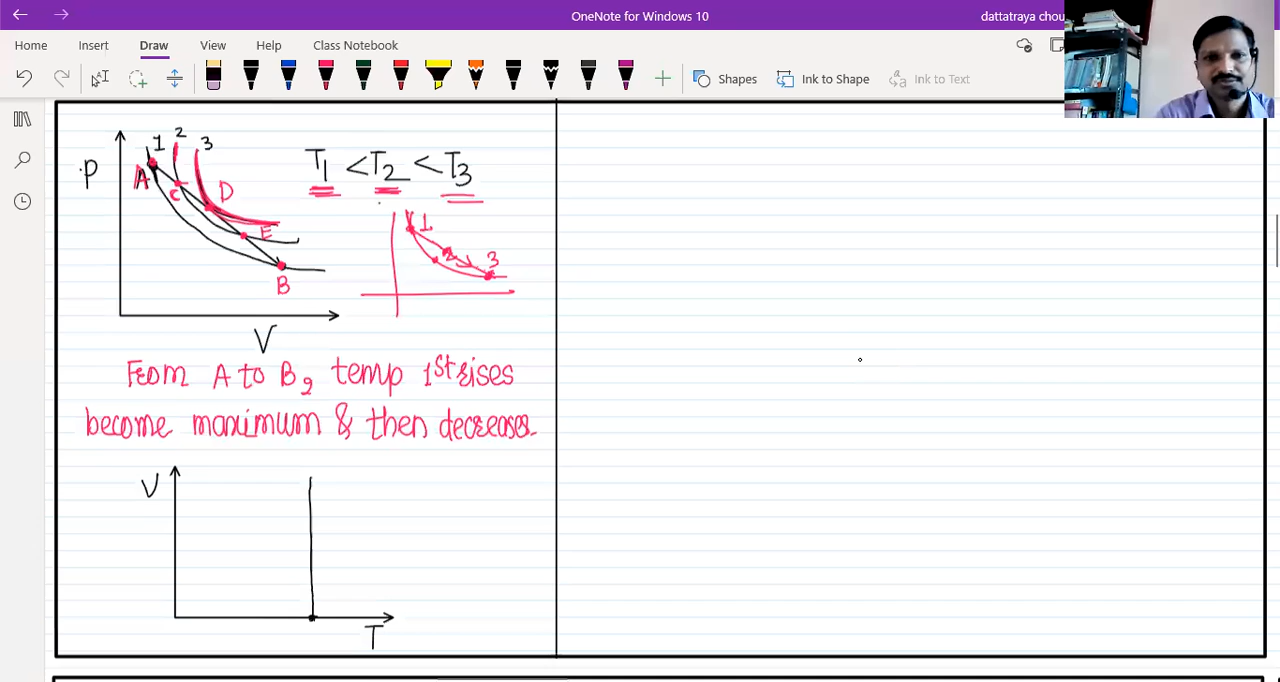 OneNote for Windows 10
dattatraya chou
Home Insert Draw View Help Class Notebook
Shapes Ink to Shape Ink to Text
1 2 3
P
A C D E B
V
T1 < T2 < T3
1 2 3
From A to B, temp 1st rises
become maximum & then decreases
V
T